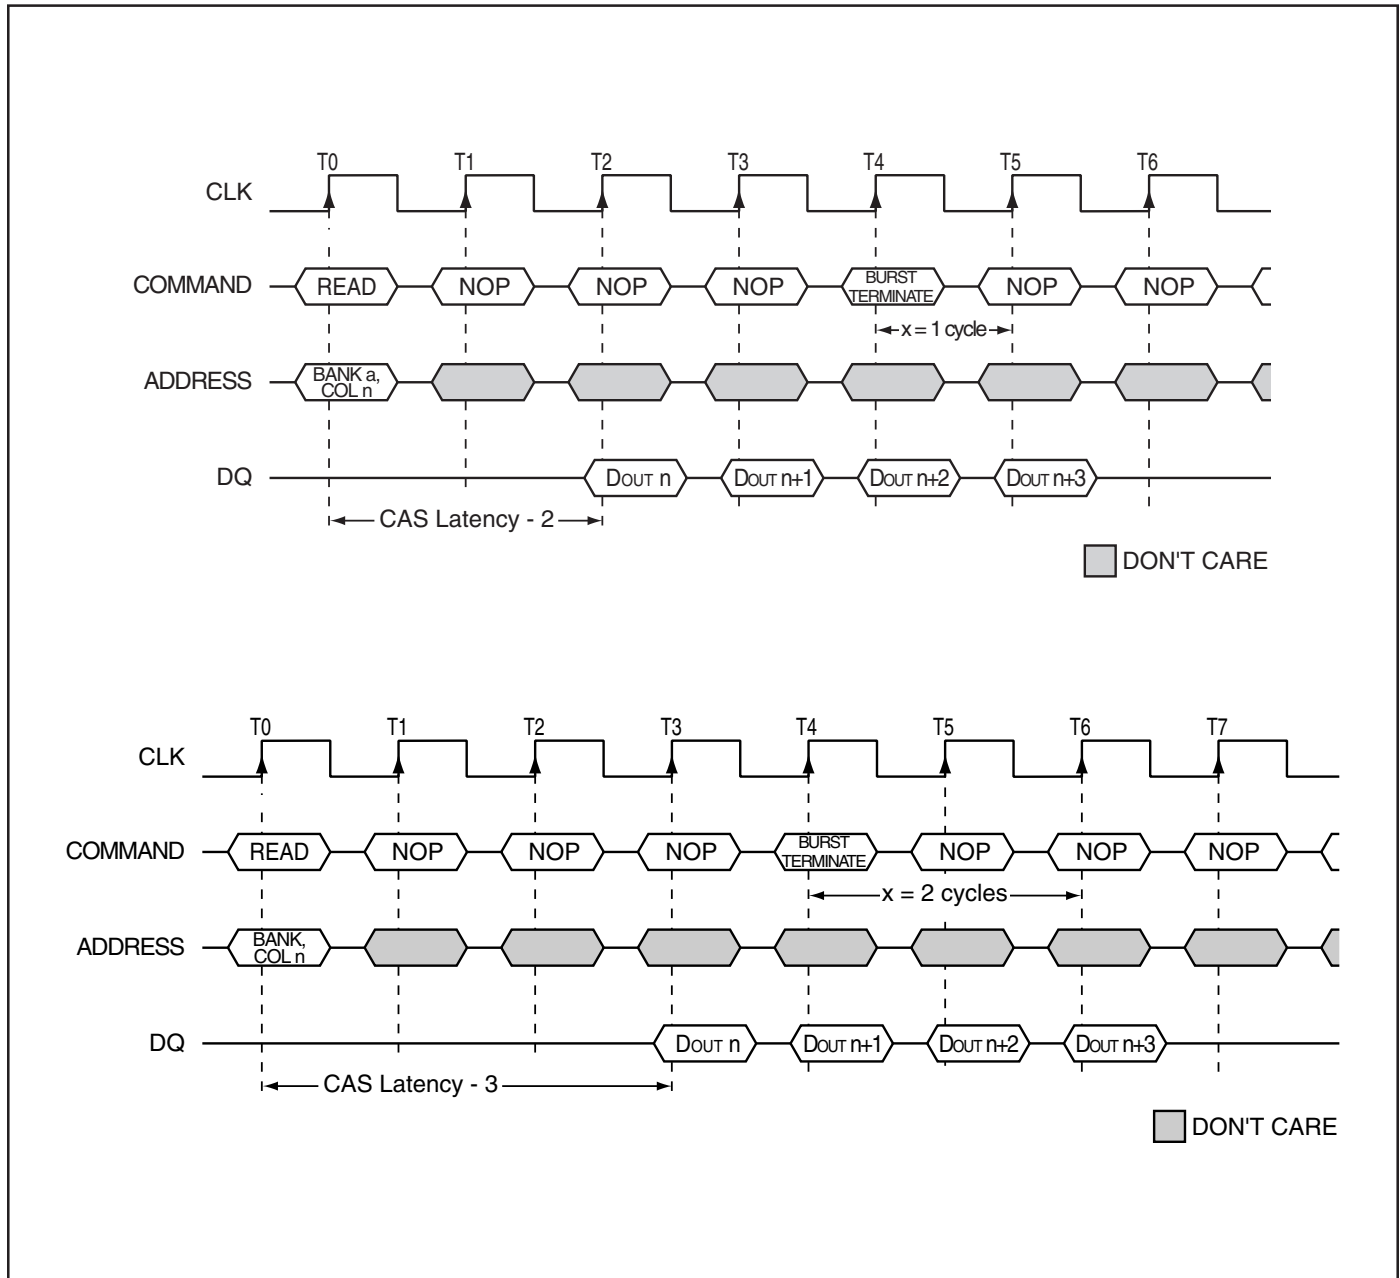 T0 T1 T2 T3 T4 T5 T6
CLK
COMMAND READ NOP NOP NOP BURST TERMINATE NOP NOP
x = 1 cycle
ADDRESS BANK a, COL n
DQ DOUT n DOUT n+1 DOUT n+2 DOUT n+3
CAS Latency - 2
DON'T CARE
T0 T1 T2 T3 T4 T5 T6 T7
CLK
COMMAND READ NOP NOP NOP BURST TERMINATE NOP NOP NOP
x = 2 cycles
ADDRESS BANK, COL n
DQ DOUT n DOUT n+1 DOUT n+2 DOUT n+3
CAS Latency - 3
DON'T CARE